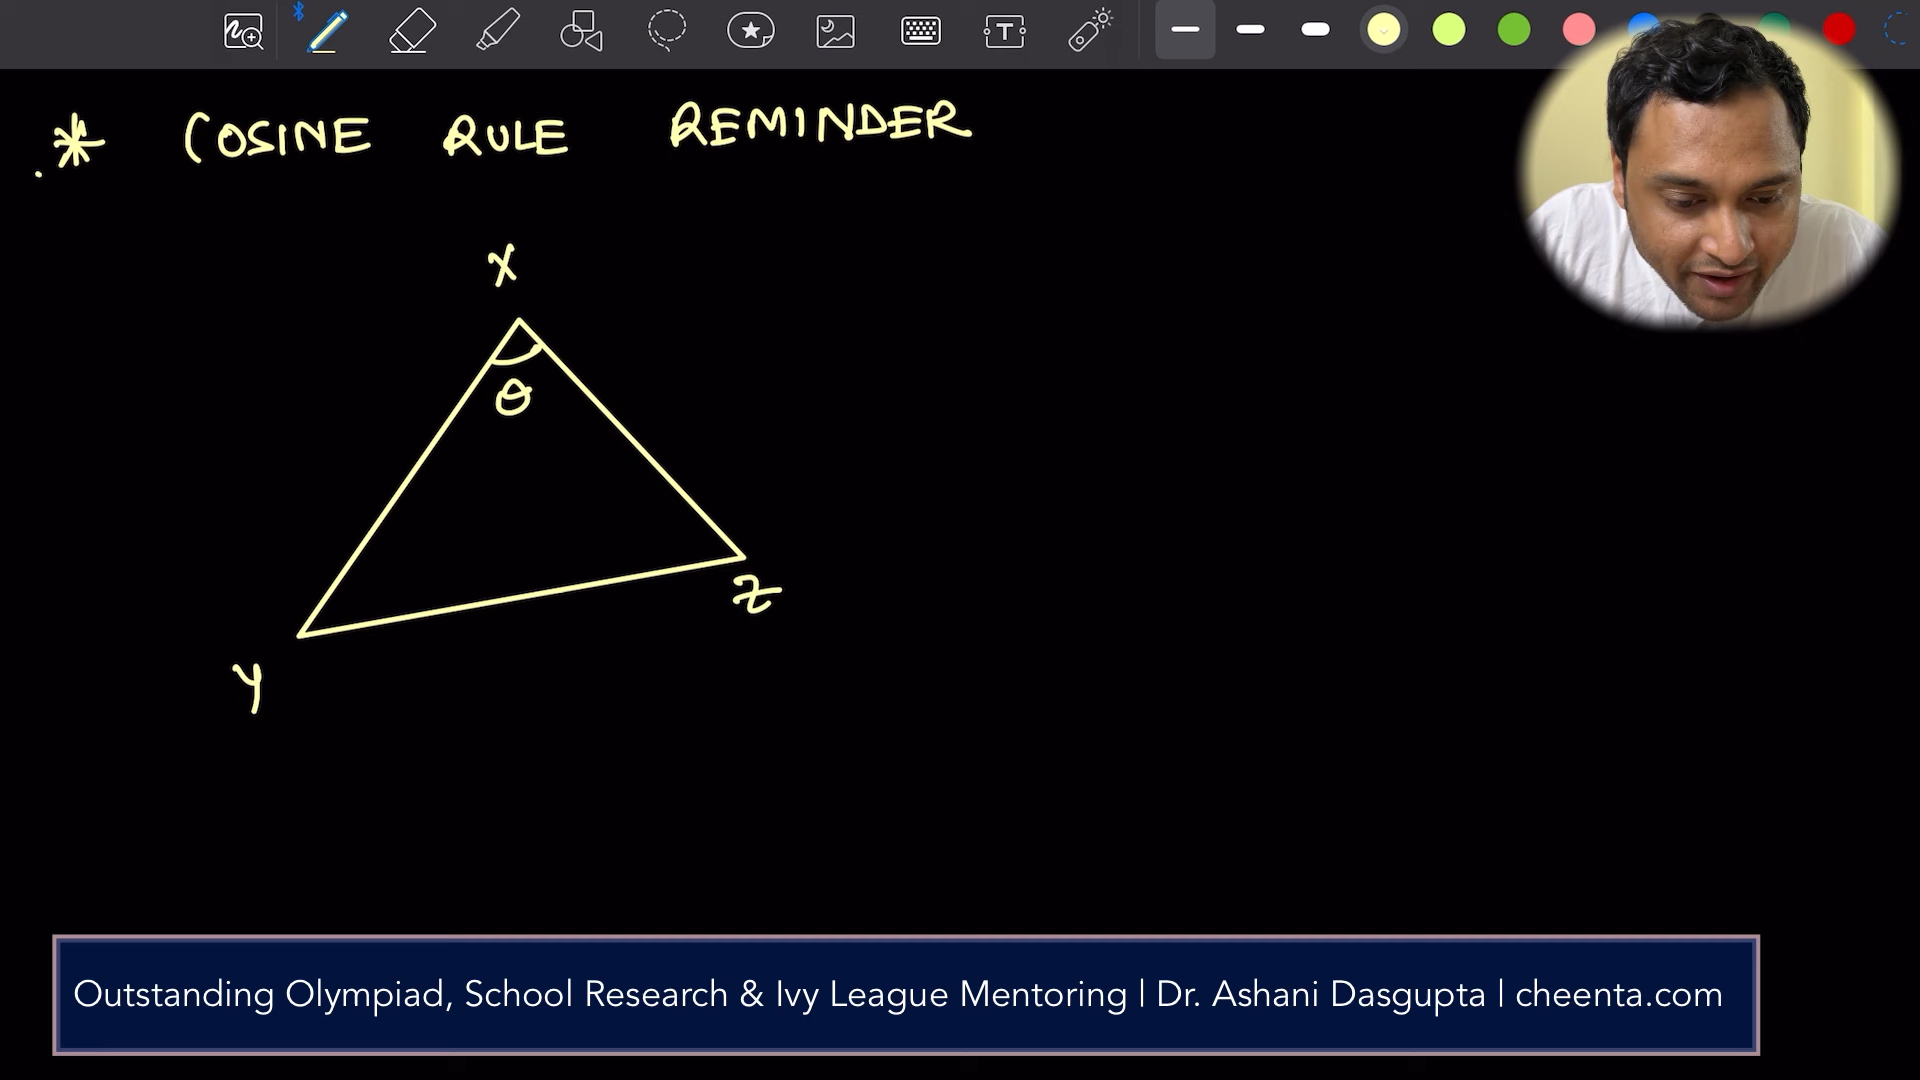 * COSINE RULE REMINDER
X
θ
Z
Y
Outstanding Olympiad, School Research & Ivy League Mentoring | Dr. Ashani Dasgupta | cheenta.com